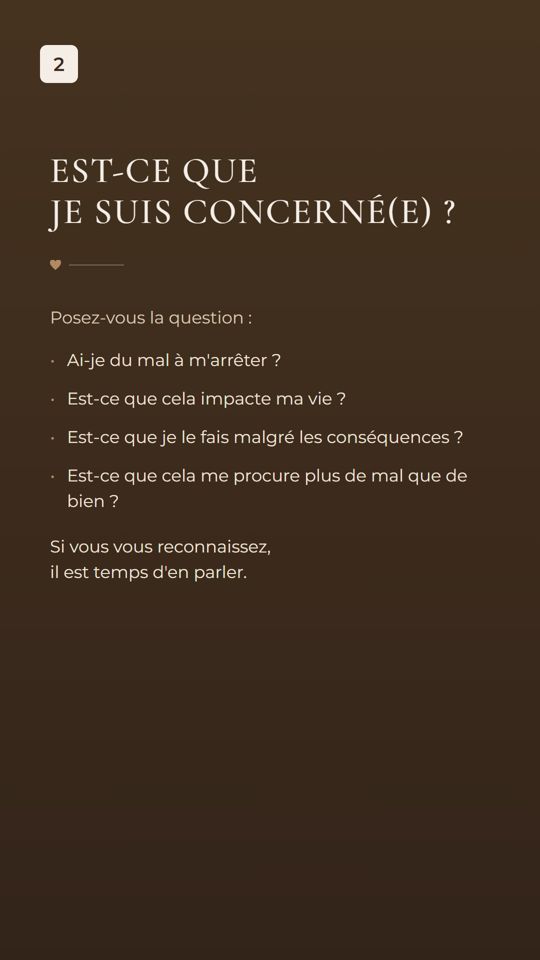 2
EST-CE QUE
JE SUIS CONCERNÉ(E) ?
Posez-vous la question :
· Ai-je du mal à m'arrêter ?
· Est-ce que cela impacte ma vie ?
· Est-ce que je le fais malgré les conséquences ?
· Est-ce que cela me procure plus de mal que de
bien ?
Si vous vous reconnaissez,
il est temps d'en parler.